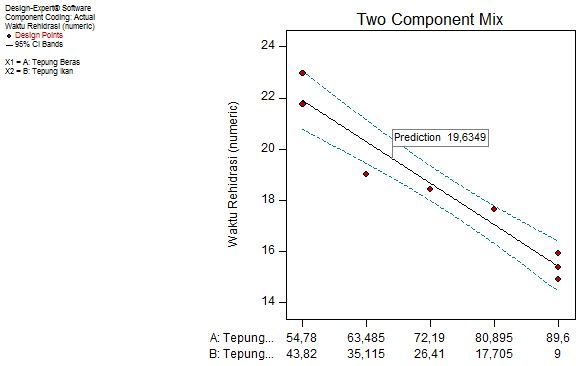 Design-Expert® Software
Component Coding: Actual
Waktu Rehidrasi (numeric)
Design Points
95% CI Bands
X1 = A: Tepung Beras
X2 = B: Tepung Ikan
Two Component Mix
Waktu Rehidrasi (numeric)
24
22
20
18
16
14
Prediction 19,6349
A: Tepung... 54,78 63,485 72,19 80,895 89,6
B: Tepung... 43,82 35,115 26,41 17,705 9